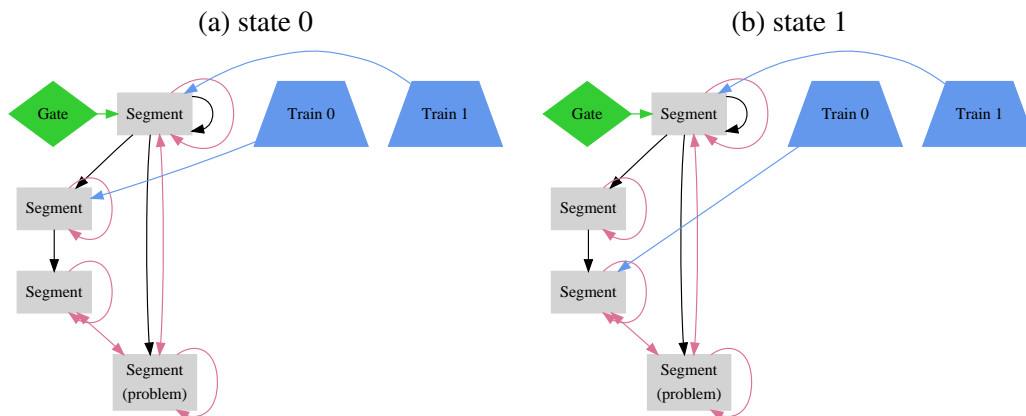 (a) state 0
Gate
Segment
Train 0
Train 1
Segment
Segment
Segment
(problem)
(b) state 1
Gate
Segment
Train 0
Train 1
Segment
Segment
Segment
(problem)